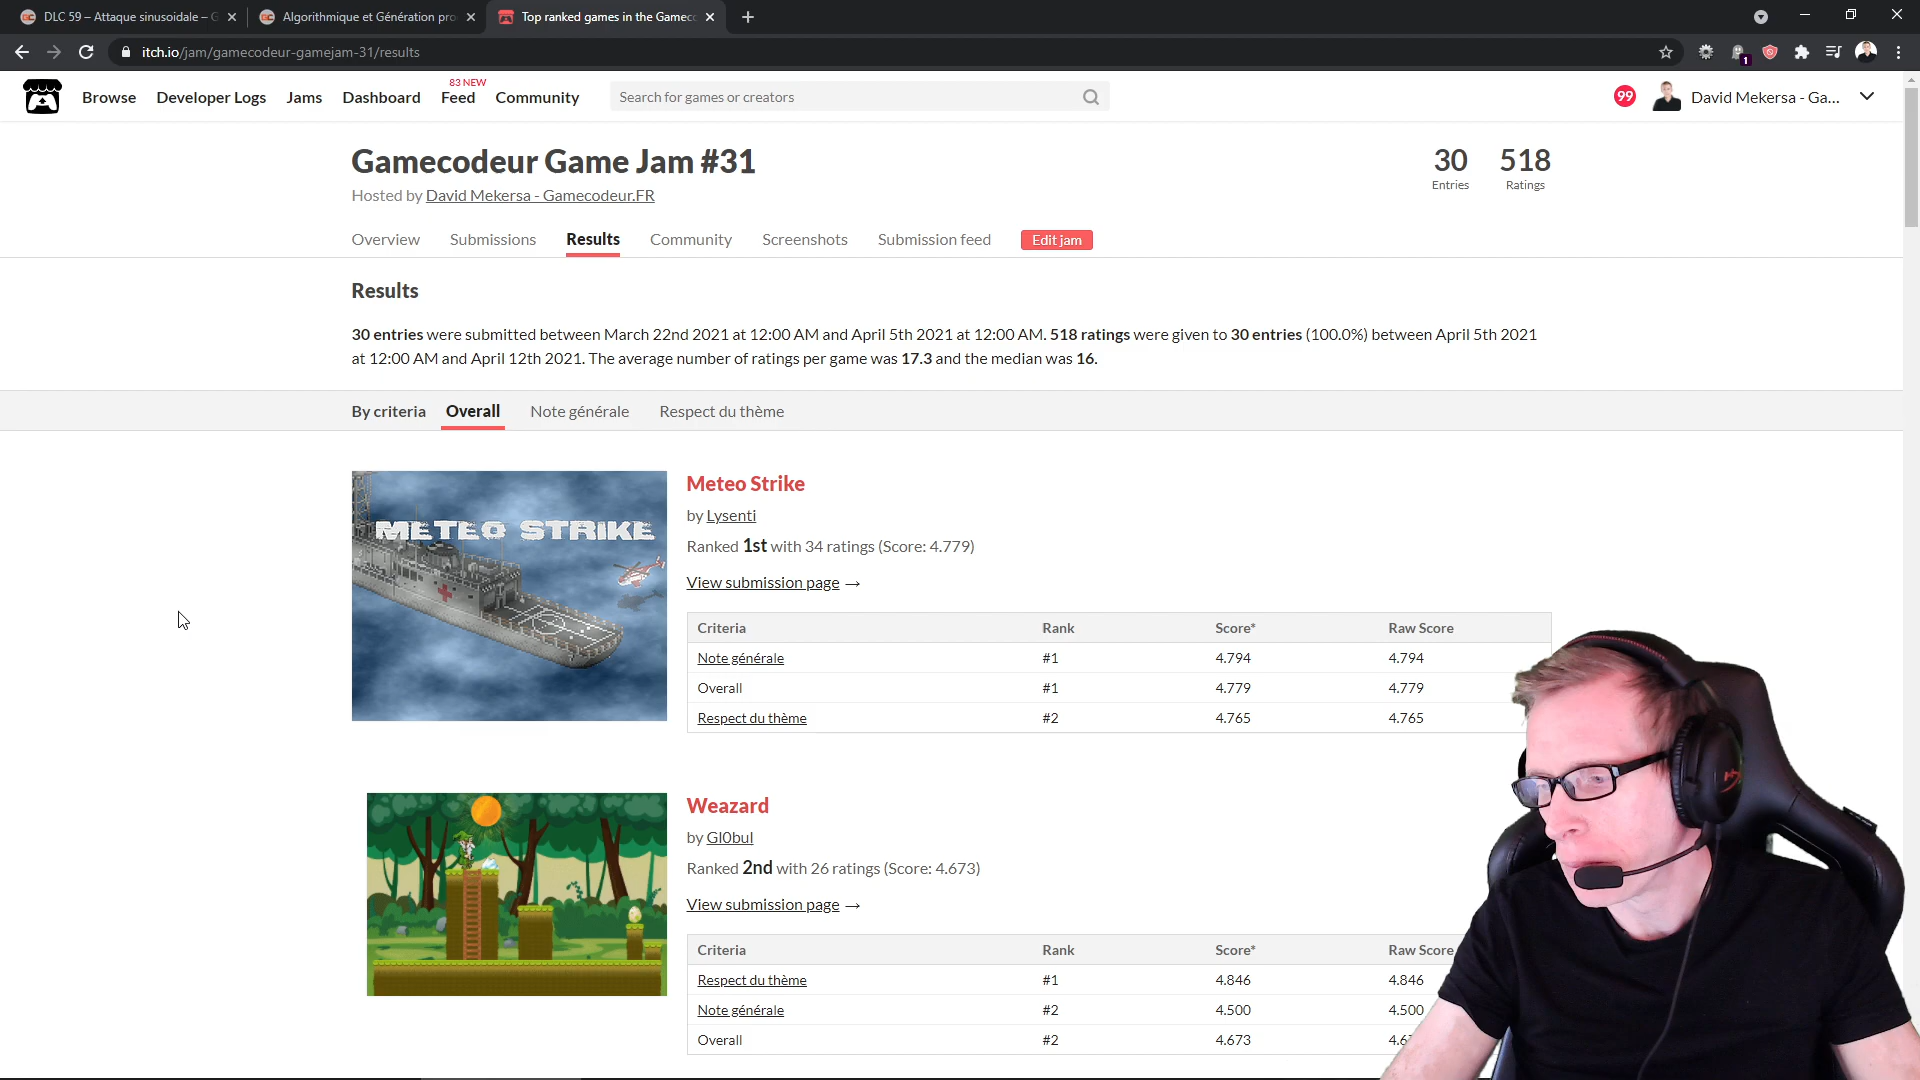 DLC 59 – Attaque sinusoidale – G
Algorithmique et Génération pro
Top ranked games in the Gamec
itch.io/jam/gamecodeur-gamejam-31/results
1
83 NEW
Browse Developer Logs Jams Dashboard Feed Community Search for games or creators 99 David Mekersa - Ga...
Gamecodeur Game Jam #31
30 518
Entries Ratings
Hosted by David Mekersa - Gamecodeur.FR
Overview Submissions Results Community Screenshots Submission feed Edit jam
Results
30 entries were submitted between March 22nd 2021 at 12:00 AM and April 5th 2021 at 12:00 AM. 518 ratings were given to 30 entries (100.0%) between April 5th 2021
at 12:00 AM and April 12th 2021. The average number of ratings per game was 17.3 and the median was 16.
By criteria Overall Note générale Respect du thème
METEO STRIKE
Meteo Strike
by Lysenti
Ranked 1st with 34 ratings (Score: 4.779)
View submission page →
Criteria Rank Score* Raw Score
Note générale #1 4.794 4.794
Overall #1 4.779 4.779
Respect du thème #2 4.765 4.765
Weazard
by Gl0bul
Ranked 2nd with 26 ratings (Score: 4.673)
View submission page →
Criteria Rank Score* Raw Score
Respect du thème #1 4.846 4.846
Note générale #2 4.500 4.500
Overall #2 4.673